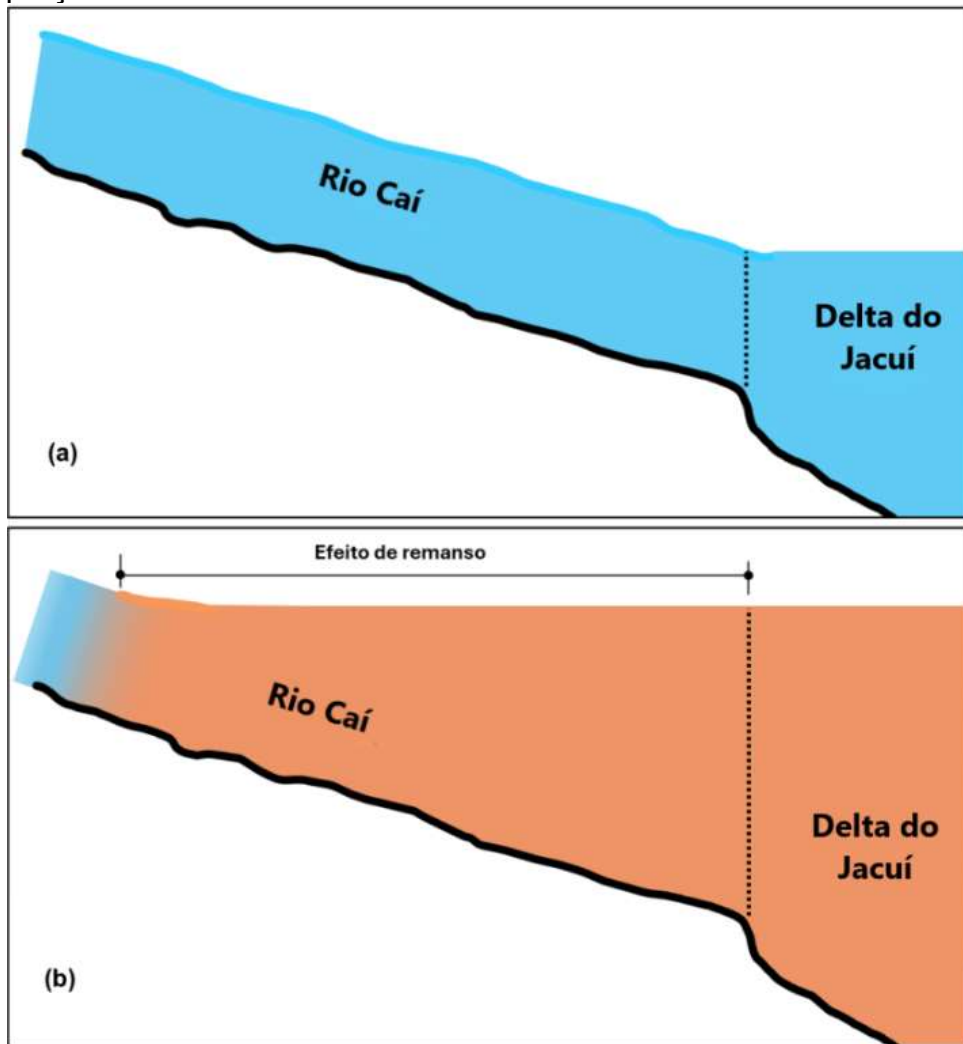 Rio Caí
Delta do
Jacuí
(a)
Efeito de remanso
Rio Caí
Delta do
Jacuí
(b)